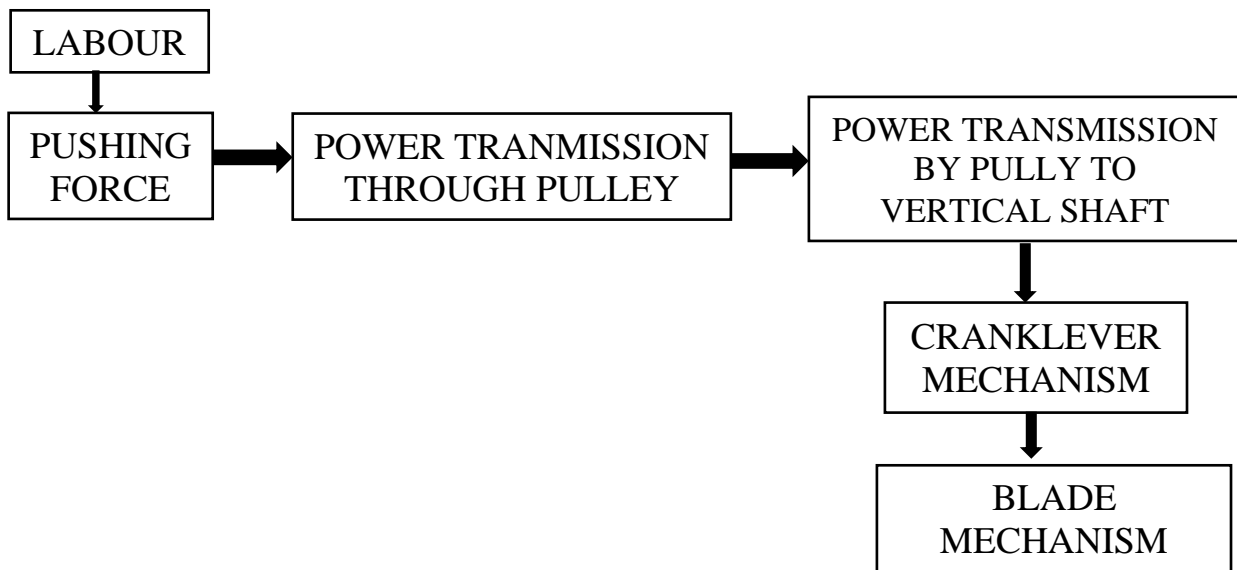 LABOUR
PUSHING
FORCE
POWER TRANMISSION
THROUGH PULLEY
POWER TRANSMISSION
BY PULLY TO
VERTICAL SHAFT
CRANKLEVER
MECHANISM
BLADE
MECHANISM